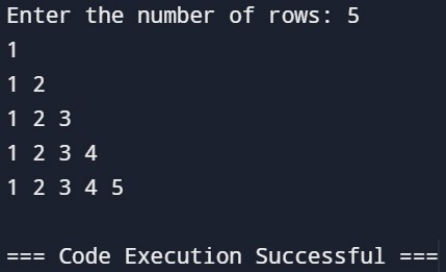 Enter the number of rows: 5
1
1 2
1 2 3
1 2 3 4
1 2 3 4 5
=== Code Execution Successful ===